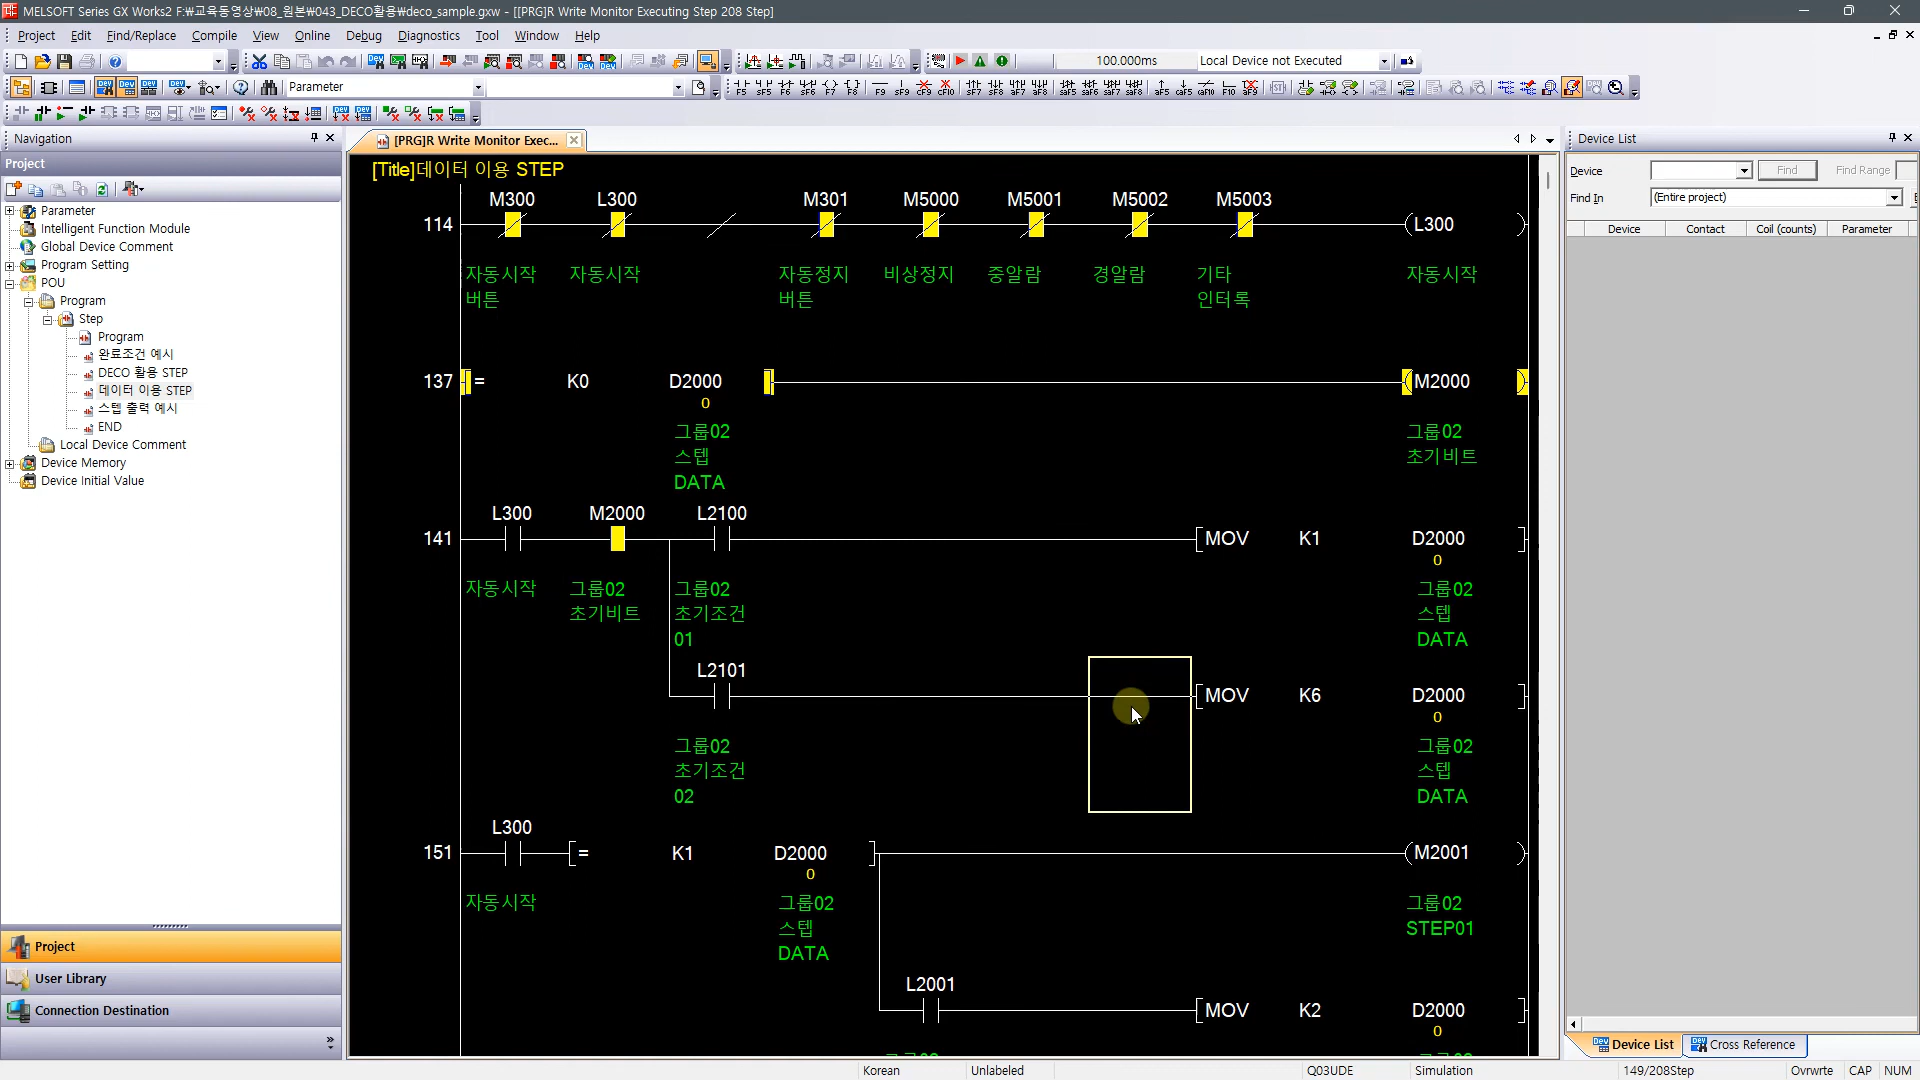 MELSOFT Series GX Works2 F:₩교육동영상₩08_원본₩043_DECO활용₩deco_sample.gxw - [[PRG]R Write Monitor Executing Step 208 Step]
Project Edit Find/Replace Compile View Online Debug Diagnostics Tool Window Help
100.000ms Local Device not Executed
Parameter
Navigation
Project
Parameter
Intelligent Function Module
Global Device Comment
Program Setting
POU
Program
Step
Program
완료조건 예시
DECO 활용 STEP
데이터 이용 STEP
스텝 출력 예시
END
Local Device Comment
Device Memory
Device Initial Value
Project
User Library
Connection Destination
[PRG]R Write Monitor Exec...
[Title]데이터 이용 STEP
M300 L300 M301 M5000 M5001 M5002 M5003
114 L300
자동시작 자동시작 자동정지 비상정지 중알람 경알람 기타 자동시작
버튼 버튼 인터록
137 = K0 D2000 M2000
0
그룹02 그룹02
스텝 초기비트
DATA
L300 M2000 L2100
141 MOV K1 D2000
0
자동시작 그룹02 그룹02 그룹02
초기비트 초기조건 스텝
01 DATA
L2101
MOV K6 D2000
0
그룹02 그룹02
초기조건 스텝
02 DATA
L300
151 = K1 D2000 M2001
0
자동시작 그룹02 그룹02
스텝 STEP01
DATA
L2001
MOV K2 D2000
0
Device List
Device Find Find Range
Find In (Entire project)
Device Contact Coil (counts) Parameter
Device List Cross Reference
Korean Unlabeled Q03UDE Simulation 149/208Step Ovrwrte CAP NUM